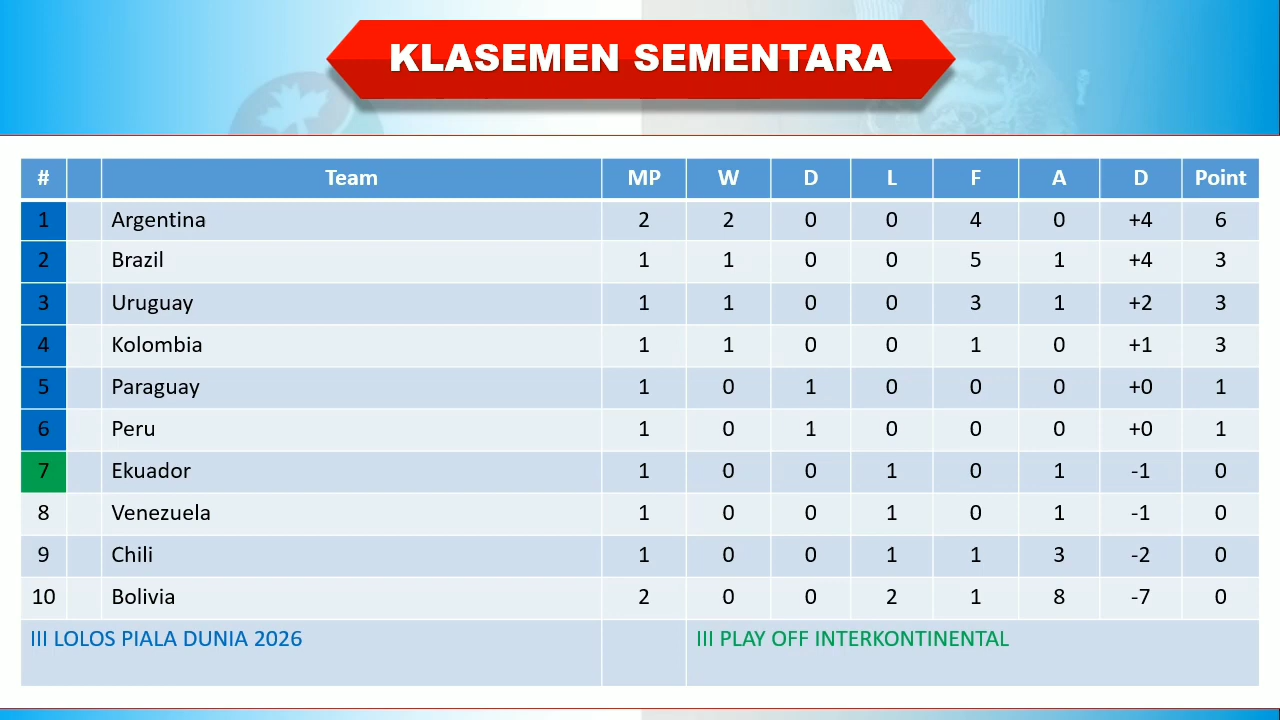 KLASEMEN SEMENTARA
# Team MP W D L F A D Point
1 Argentina 2 2 0 0 4 0 +4 6
2 Brazil 1 1 0 0 5 1 +4 3
3 Uruguay 1 1 0 0 3 1 +2 3
4 Kolombia 1 1 0 0 1 0 +1 3
5 Paraguay 1 0 1 0 0 0 +0 1
6 Peru 1 0 1 0 0 0 +0 1
7 Ekuador 1 0 0 1 0 1 -1 0
8 Venezuela 1 0 0 1 0 1 -1 0
9 Chili 1 0 0 1 1 3 -2 0
10 Bolivia 2 0 0 2 1 8 -7 0
III LOLOS PIALA DUNIA 2026 III PLAY OFF INTERKONTINENTAL